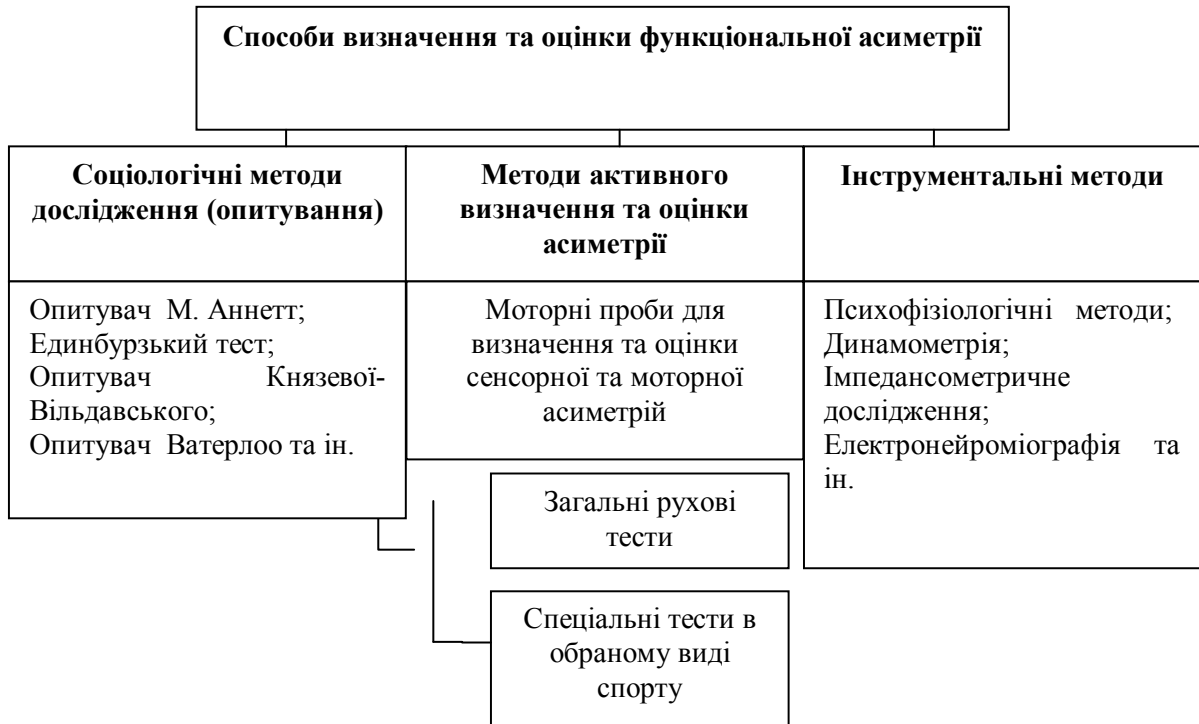 Способи визначення та оцінки функціональної асиметрії
Соціологічні методи
дослідження (опитування)
Опитувач М. Аннетт;
Единбурзький тест;
Опитувач Князевої-
Вільдавського;
Опитувач Ватерлоо та ін.
Методи активного
визначення та оцінки
асиметрії
Моторні проби для
визначення та оцінки
сенсорної та моторної
асиметрій
Загальні рухові
тести
Спеціальні тести в
обраному виді
спорту
Інструментальні методи
Психофізіологічні методи;
Динамометрія;
Імпедансометричне
дослідження;
Електронейроміографія та
ін.